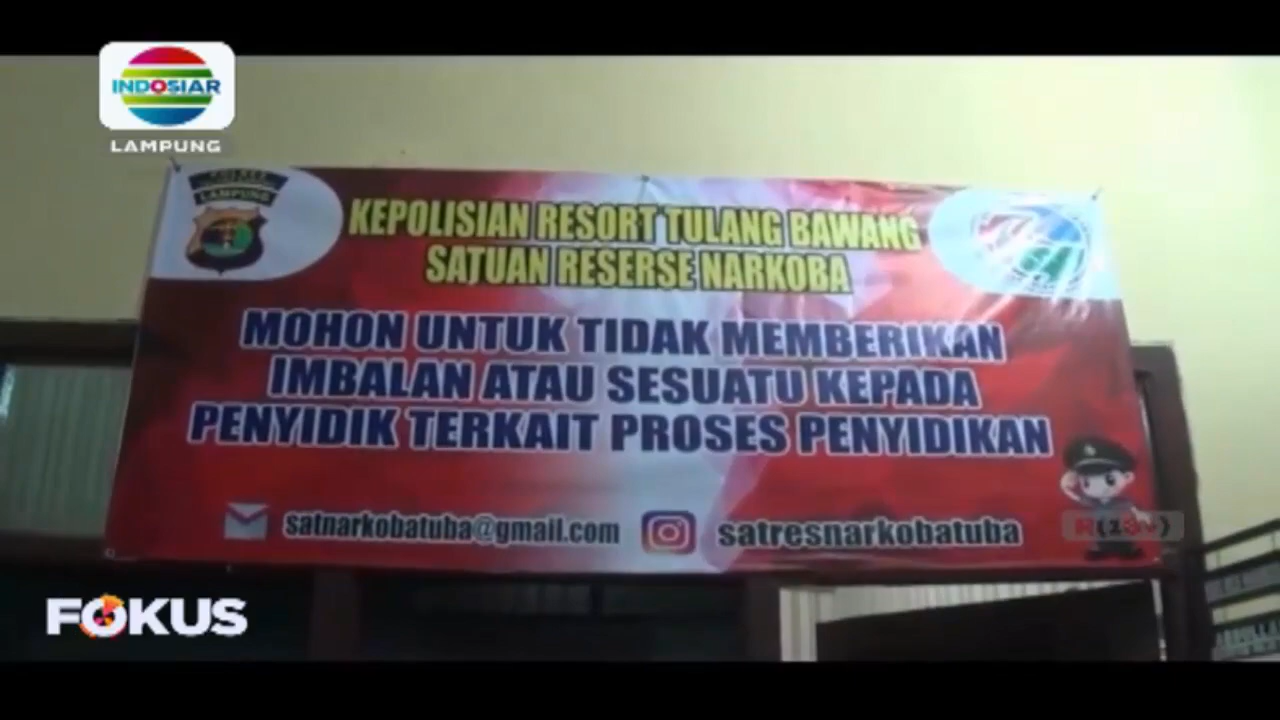 INDOSIAR
LAMPUNG
LAMPUNG
KEPOLISIAN RESORT TULANG BAWANG
SATUAN RESERSE NARKOBA
MOHON UNTUK TIDAK MEMBERIKAN
IMBALAN ATAU SESUATU KEPADA
PENYIDIK TERKAIT PROSES PENYIDIKAN
satnarkobatuba@gmail.com
satresnarkobatuba
FOKUS